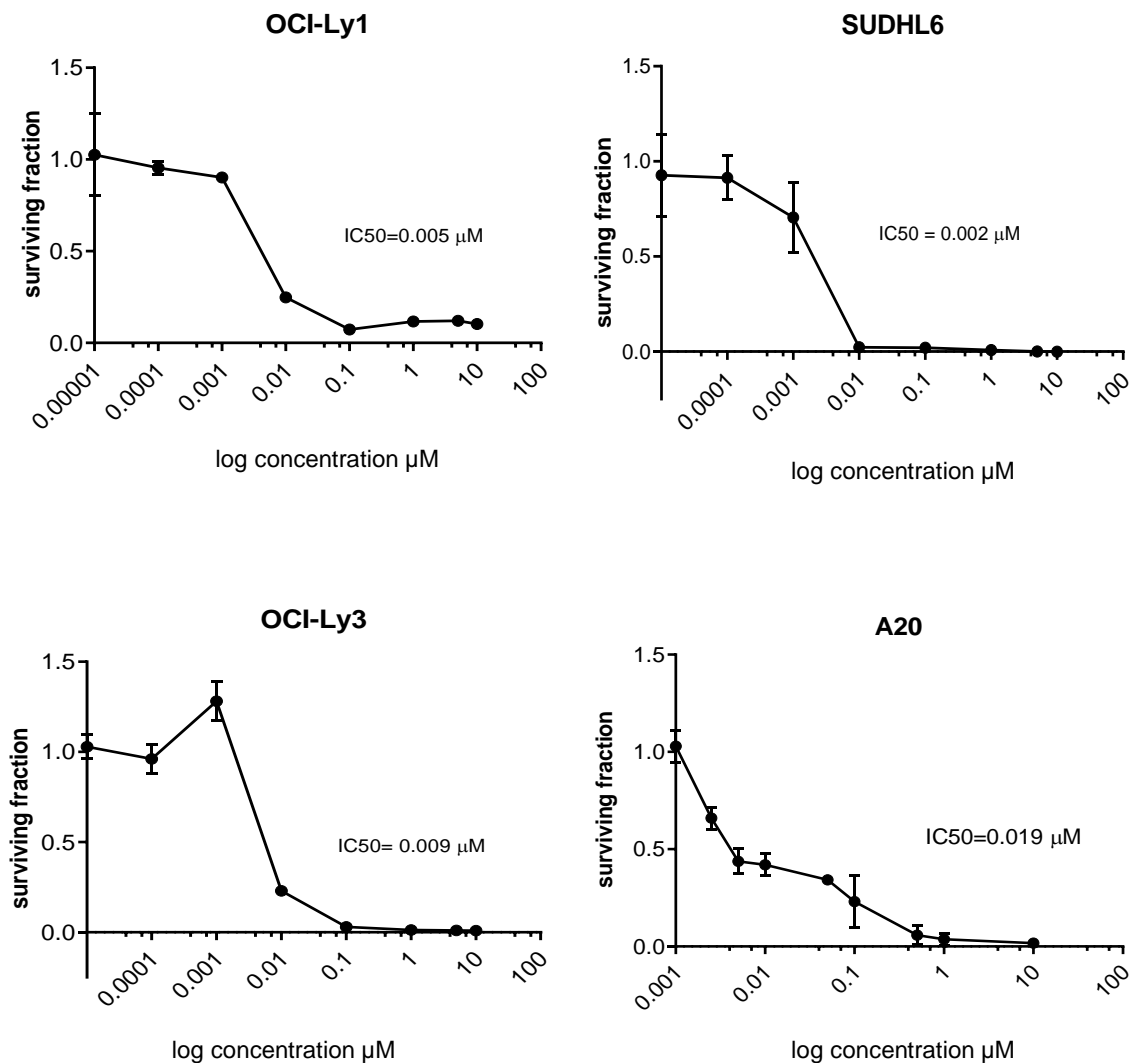 OCI-Ly1
surviving fraction
1.5
1.0
0.5
0.0
0.00001
0.0001
0.001
0.01
0.1
1
10
100
IC50=0.005 µM
log concentration µM
SUDHL6
surviving fraction
1.5
1.0
0.5
0.0
0.0001
0.001
0.01
0.1
1
10
100
IC50 = 0.002 µM
log concentration µM
OCI-Ly3
surviving fraction
1.5
1.0
0.5
0.0
0.0001
0.001
0.01
0.1
1
10
100
IC50= 0.009 µM
log concentration µM
A20
surviving fraction
1.5
1.0
0.5
0.0
0.001
0.01
0.1
1
10
100
IC50=0.019 µM
log concentration µM